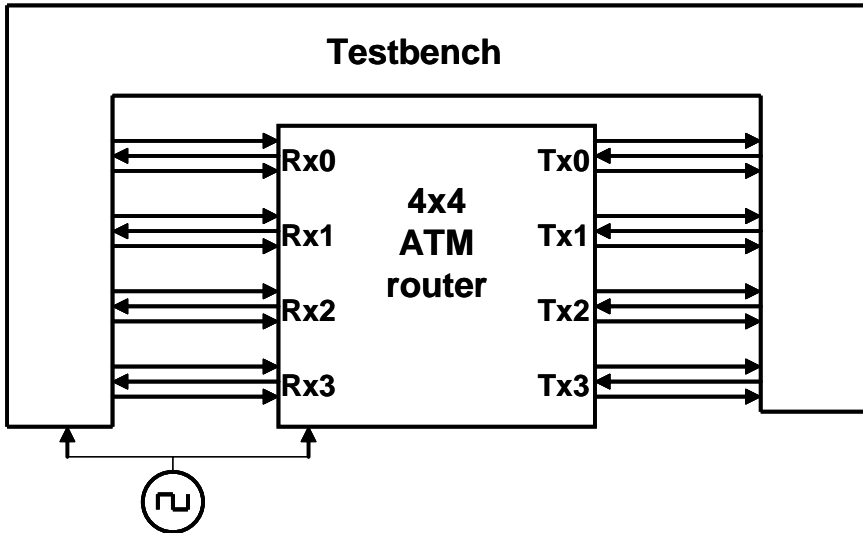 Testbench
Rx0
Tx0
4x4
ATM
router
Rx1
Tx1
Rx2
Tx2
Rx3
Tx3